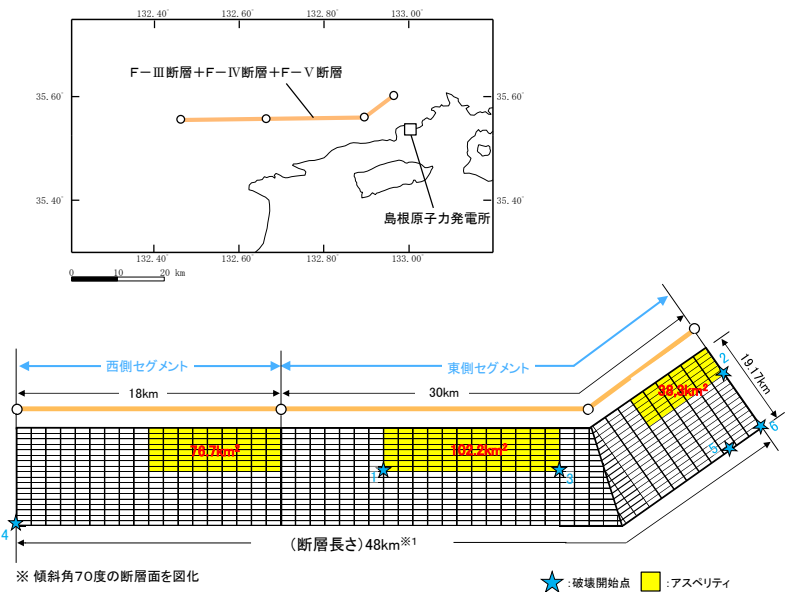 132.40° 132.60° 132.80° 133.00°
F－Ⅲ断層＋F－Ⅳ断層＋F－Ⅴ断層
35.60° 35.60°
35.40° 35.40°
島根原子力発電所
132.40° 132.60° 132.80° 133.00°
0 10 20 km
西側セグメント
東側セグメント
18km
30km
19.17km
2
38.3km²
76.7km²
102.2km²
1
3
6
5
4
(断層長さ)48km※1
※ 傾斜角70度の断層面を図化
:破壊開始点
:アスペリティ